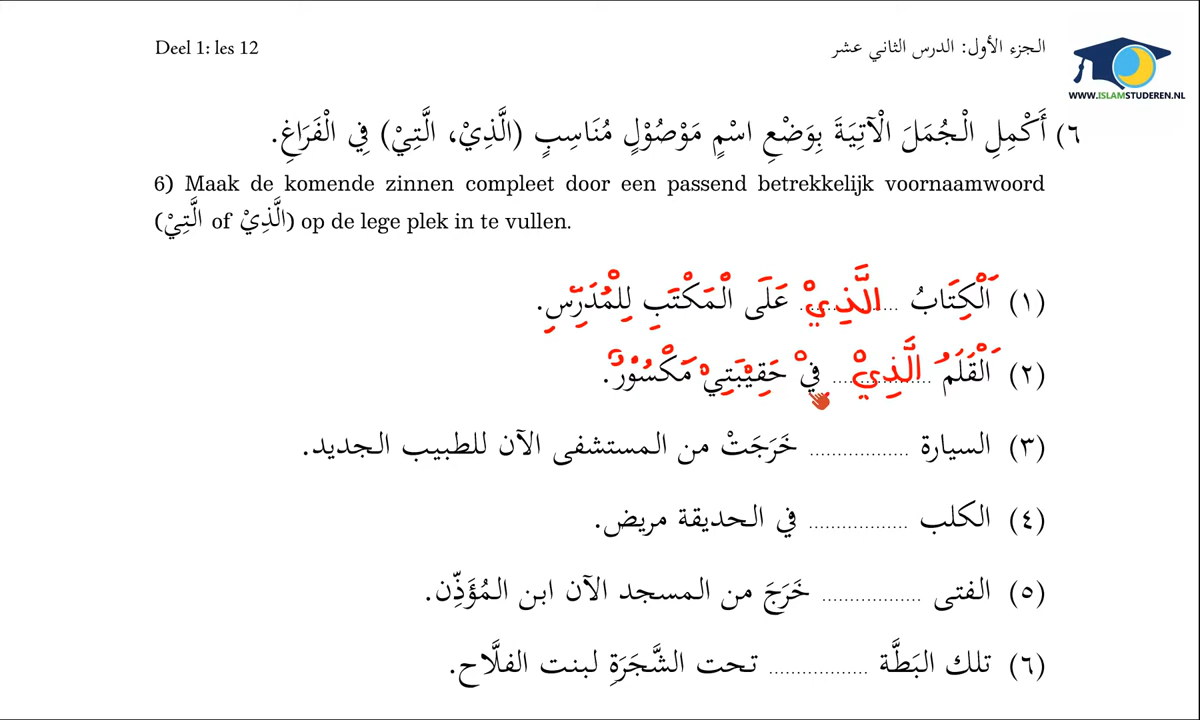 Deel 1: les 12
الجزء الأول: الدرس الثاني عشر
WWW.ISLAMSTUDEREN.NL
٦) أَكْمِلِ الْجُمَلَ الْآتِيَةَ بِوَضْعِ اسْمٍ مَوْصُوْلٍ مُنَاسِبٍ (الَّذِيْ، الَّتِيْ) فِي الْفَرَاغِ.
6) Maak de komende zinnen compleet door een passend betrekkelijk voornaamwoord
(الَّذِيْ of الَّتِيْ) op de lege plek in te vullen.
(١) اَلْكِتَابُ الَّذِيْ عَلَى الْمَكْتَبِ لِلْمُدَرِّسِ.
(٢) اَلْقَلَمُ الَّذِيْ فِيْ حَقِيْبَتِيْ مَكْسُوْرٌ.
(٣) السيارة .................. خَرَجَتْ من المستشفى الآن للطبيب الجديد.
(٤) الكلب .................. في الحديقة مريض.
(٥) الفتى .................. خَرَجَ من المسجد الآن ابن المُؤَذِّن.
(٦) تلك البَطَّة .................. تحت الشَّجَرَةِ لبنت الفلَّاح.